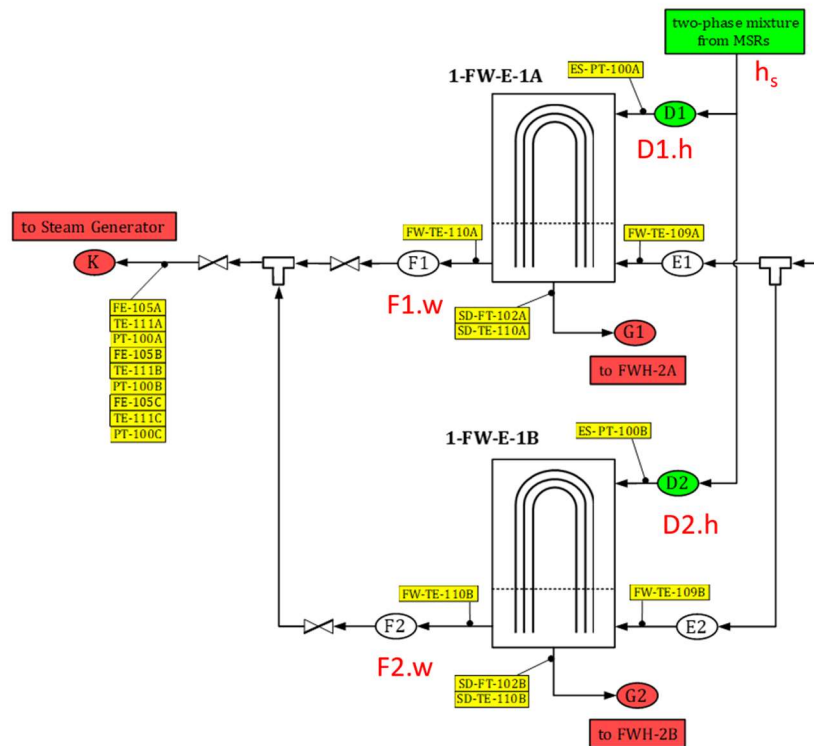 two-phase mixture
from MSRs
h_s
ES-PT-100A
1-FW-E-1A
D1
D1.h
to Steam Generator
FW-TE-110A
FW-TE-109A
K
F1
E1
F1.w
FE-105A
TE-111A
PT-100A
FE-105B
TE-111B
PT-100B
FE-105C
TE-111C
PT-100C
SD-FT-102A
SD-TE-110A
G1
to FWH-2A
ES-PT-100B
1-FW-E-1B
D2
D2.h
FW-TE-110B
FW-TE-109B
F2
E2
F2.w
SD-FT-102B
SD-TE-110B
G2
to FWH-2B